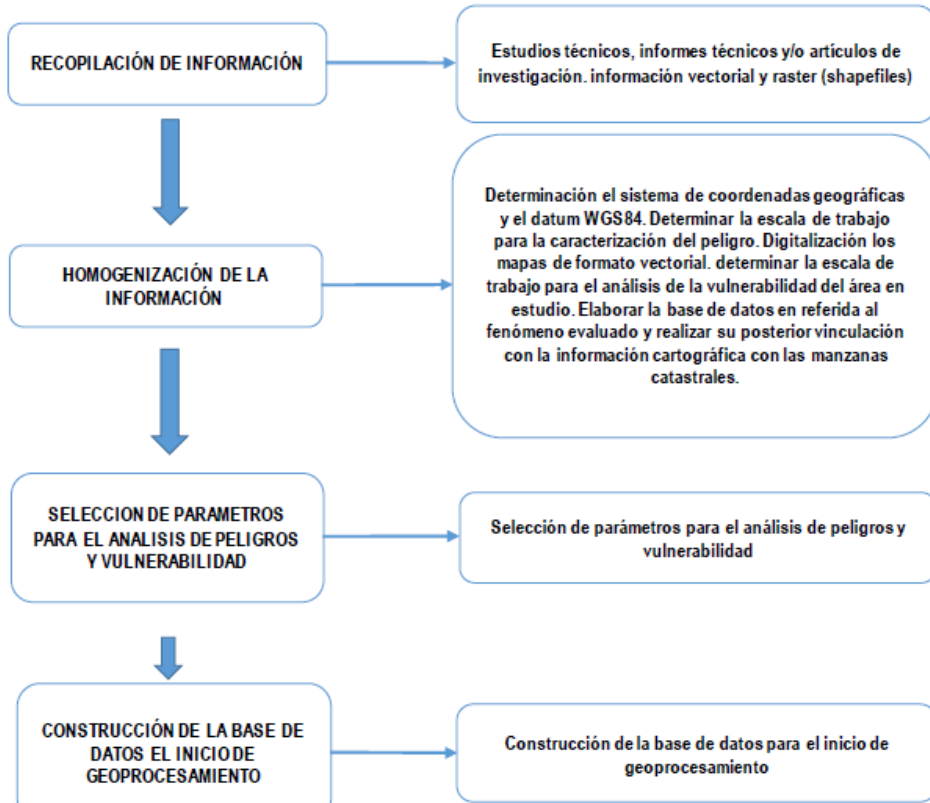 RECOPILACIÓN DE INFORMACIÓN
Estudios técnicos, informes técnicos y/o artículos de
investigación. información vectorial y raster (shapefiles)
HOMOGENIZACIÓN DE LA
INFORMACIÓN
Determinación el sistema de coordenadas geográficas
y el datum WGS84. Determinar la escala de trabajo
para la caracterización del peligro. Digitalización los
mapas de formato vectorial. determinar la escala de
trabajo para el análisis de la vulnerabilidad del área en
estudio. Elaborar la base de datos en referida al
fenómeno evaluado y realizar su posterior vinculación
con la información cartográfica con las manzanas
catastrales.
SELECCION DE PARAMETROS
PARA EL ANALISIS DE PELIGROS
Y VULNERABILIDAD
Selección de parámetros para el análisis de peligros y
vulnerabilidad
CONSTRUCCIÓN DE LA BASE DE
DATOS EL INICIO DE
GEOPROCESAMIENTO
Construcción de la base de datos para el inicio de
geoprocesamiento